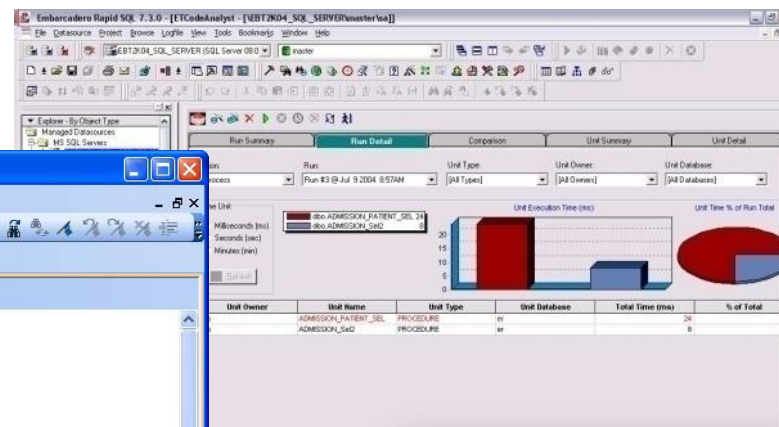 Embarcadero Rapid SQL 7.3.0 - [ETCodeAnalyst - [\EBT2K04_SQL_SERVER\master\sa]]
File Datasource Project Browse Logfile View Tools Bookmarks Window Help
EBT2K04_SQL_SERVER (SQL Server 08.0 master
Explorer - By Object Type
Managed Datasources
MS SQL Servers
Run Summary Run Detail Comparison Unit Summary Unit Detail
Run: Unit Type: Unit Owner: Unit Database:
Run #3 @ Jul 9 2004 8:57AM [All Types] [All Owners] [All Databases]
Milliseconds (ms)
Seconds (sec)
Minutes (min)
Refresh
dbo.ADMISSION_PATIENT_SEL 24
dbo.ADMISSION_Sel2 8
Unit Execution Time (ms)
20
15
10
5
0
Unit Time % of Run Total
Unit Owner Unit Name Unit Type Unit Database Total Time (ms) % of Total
ADMISSION_PATIENT_SEL PROCEDURE er 24
ADMISSION_Sel2 PROCEDURE er 8